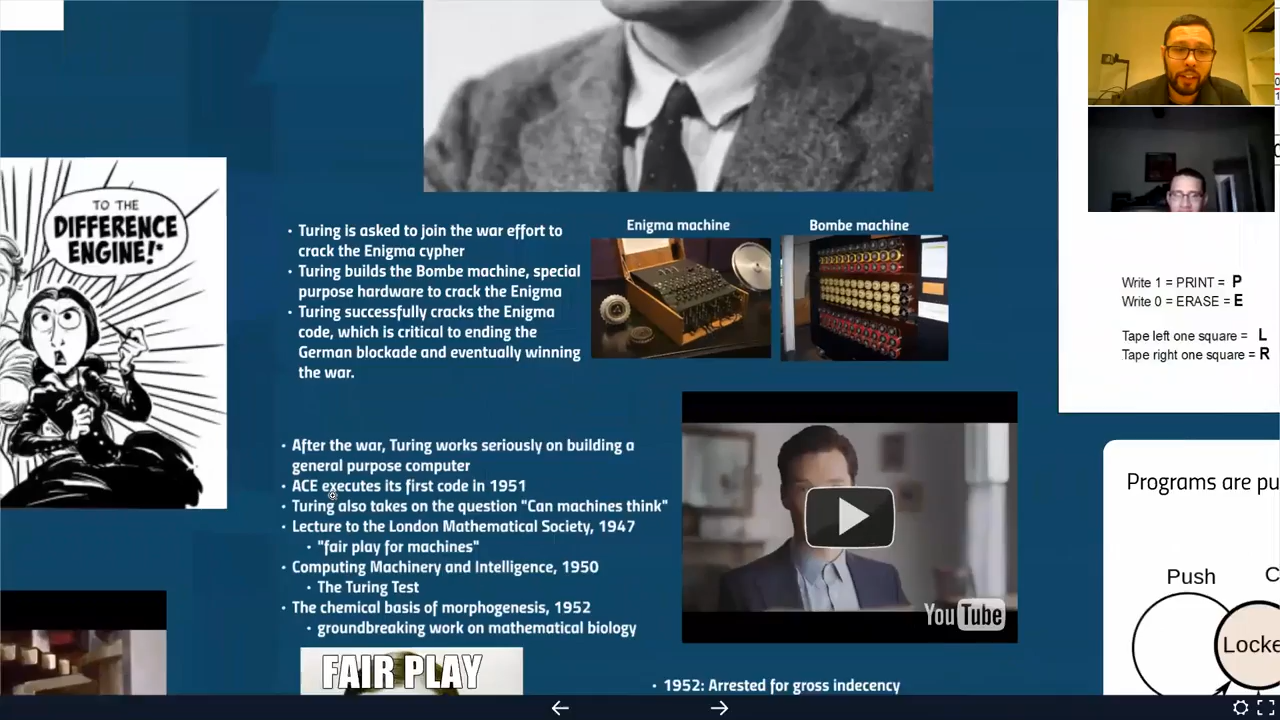 TO THE
DIFFERENCE
ENGINE!*
• Turing is asked to join the war effort to
crack the Enigma cypher
• Turing builds the Bombe machine, special
purpose hardware to crack the Enigma
• Turing successfully cracks the Enigma
code, which is critical to ending the
German blockade and eventually winning
the war.
Enigma machine
Bombe machine
• After the war, Turing works seriously on building a
general purpose computer
• ACE executes its first code in 1951
• Turing also takes on the question "Can machines think"
• Lecture to the London Mathematical Society, 1947
• "fair play for machines"
• Computing Machinery and Intelligence, 1950
• The Turing Test
• The chemical basis of morphogenesis, 1952
• groundbreaking work on mathematical biology
FAIR PLAY
YouTube
• 1952: Arrested for gross indecency
Write 1 = PRINT = P
Write 0 = ERASE = E
Tape left one square = L
Tape right one square = R
Programs are pu
Push
C
Locke